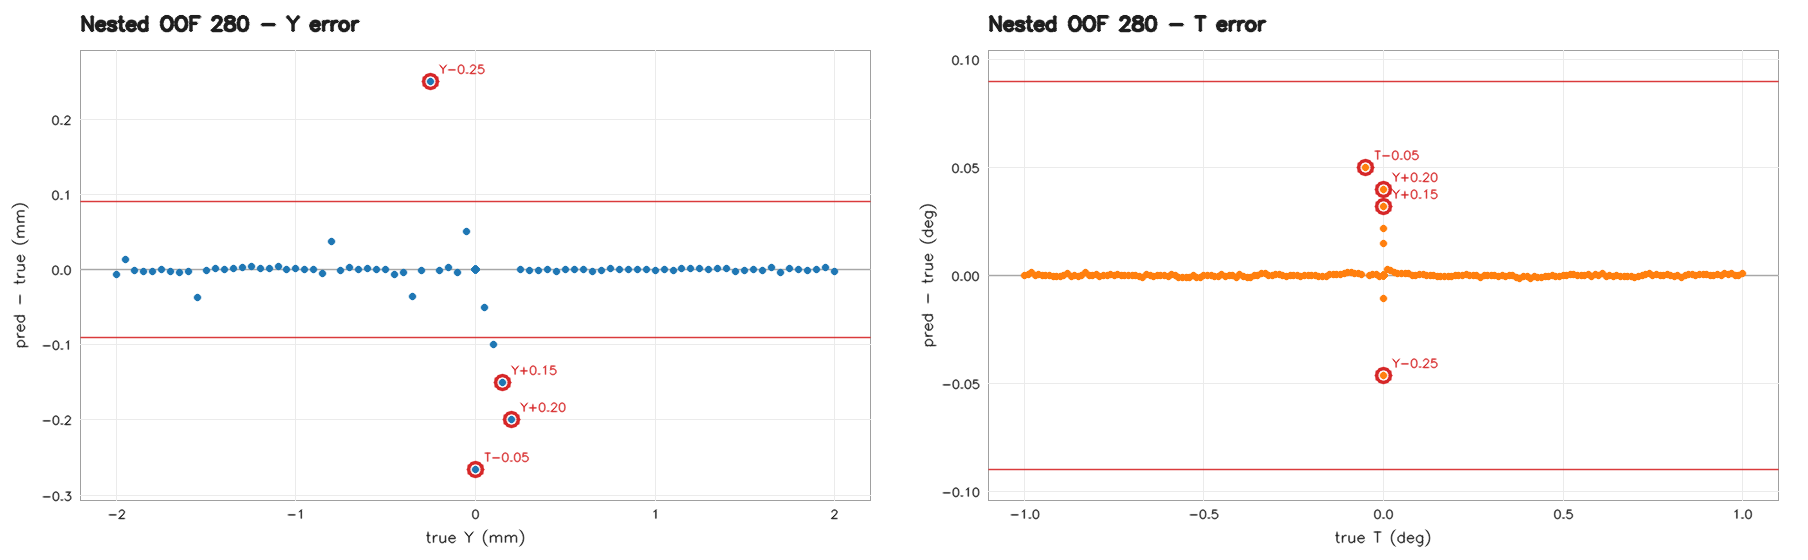 Nested OOF 280 – Y error
Y−0.25
0.2
0.1
0.0
−0.1
−0.2
−0.3
Y+0.15
Y+0.20
T−0.05
−2
−1
0
1
2
true Y (mm)
pred − true (mm)
Nested OOF 280 – T error
0.10
0.05
0.00
−0.05
−0.10
T−0.05
Y+0.20
Y+0.15
Y−0.25
−1.0
−0.5
0.0
0.5
1.0
true T (deg)
pred − true (deg)